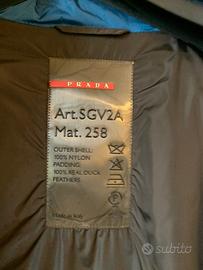 PRADA
Art.SGV2A
Mat. 258
OUTER SHELL:
100% NYLON
PADDING:
100% REAL DUCK
FEATHERS
Made in Italy
subito